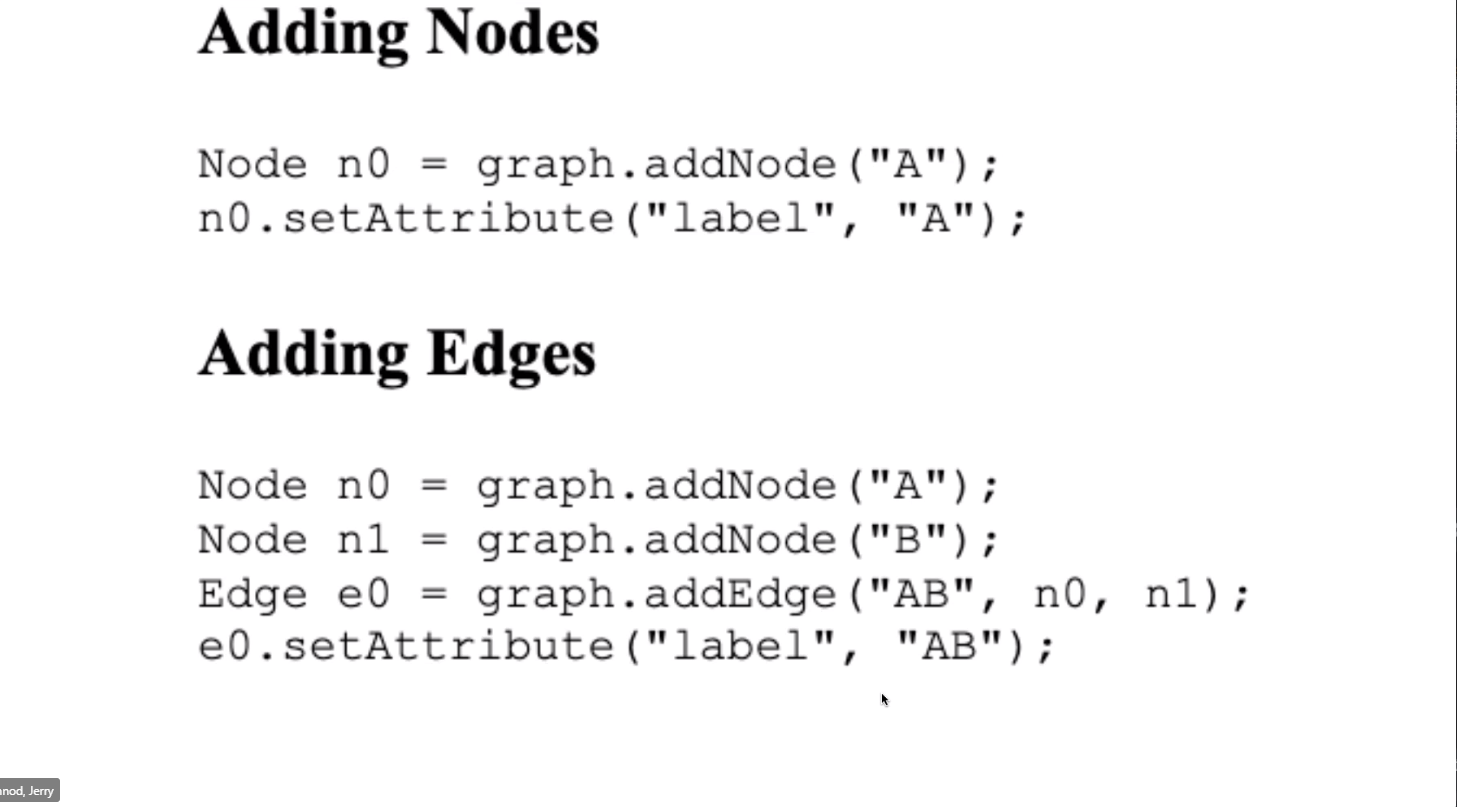 Adding Nodes
Node n0 = graph.addNode("A");
n0.setAttribute("label", "A");
Adding Edges
Node n0 = graph.addNode("A");
Node n1 = graph.addNode("B");
Edge e0 = graph.addEdge("AB", n0, n1);
e0.setAttribute("label", "AB");
Jerry